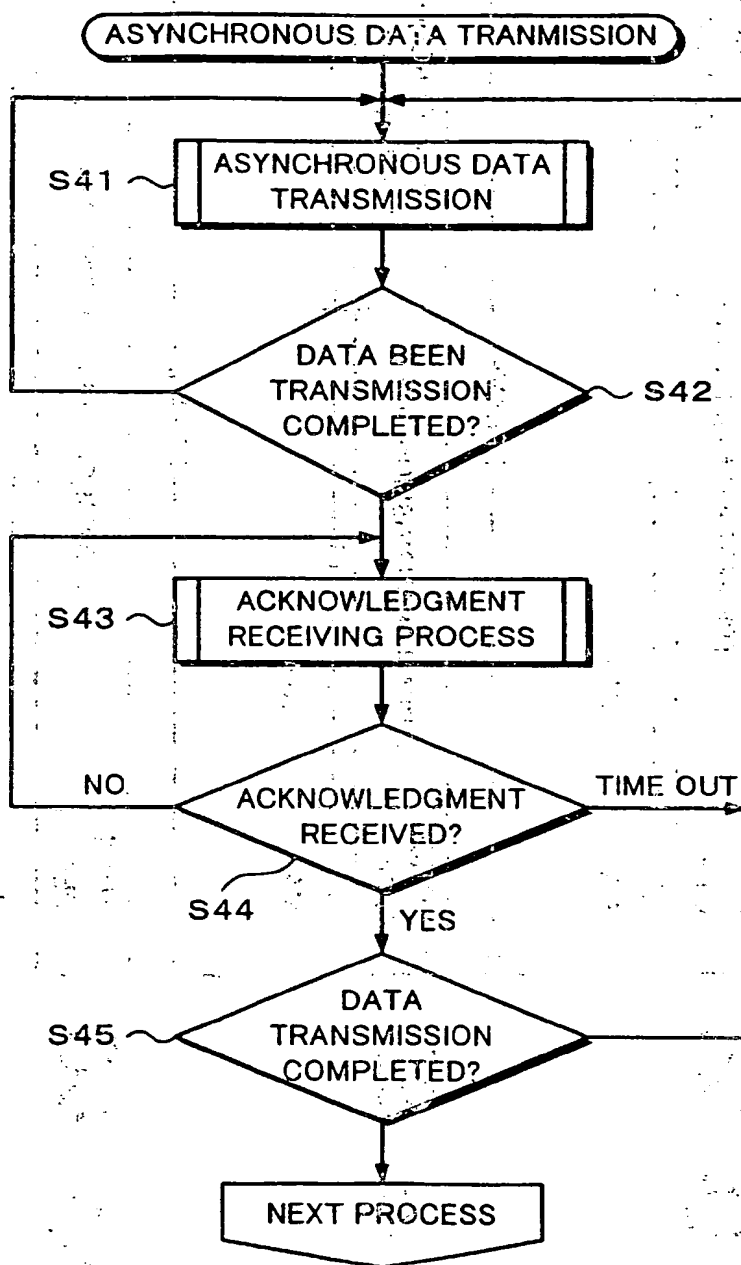 ASYNCHRONOUS DATA TRANMISSION
S41
ASYNCHRONOUS DATA
TRANSMISSION
DATA BEEN
TRANSMISSION
COMPLETED?
S42
S43
ACKNOWLEDGMENT
RECEIVING PROCESS
NO
ACKNOWLEDGMENT
RECEIVED?
TIME OUT
S44
YES
S45
DATA
TRANSMISSION
COMPLETED?
NEXT PROCESS